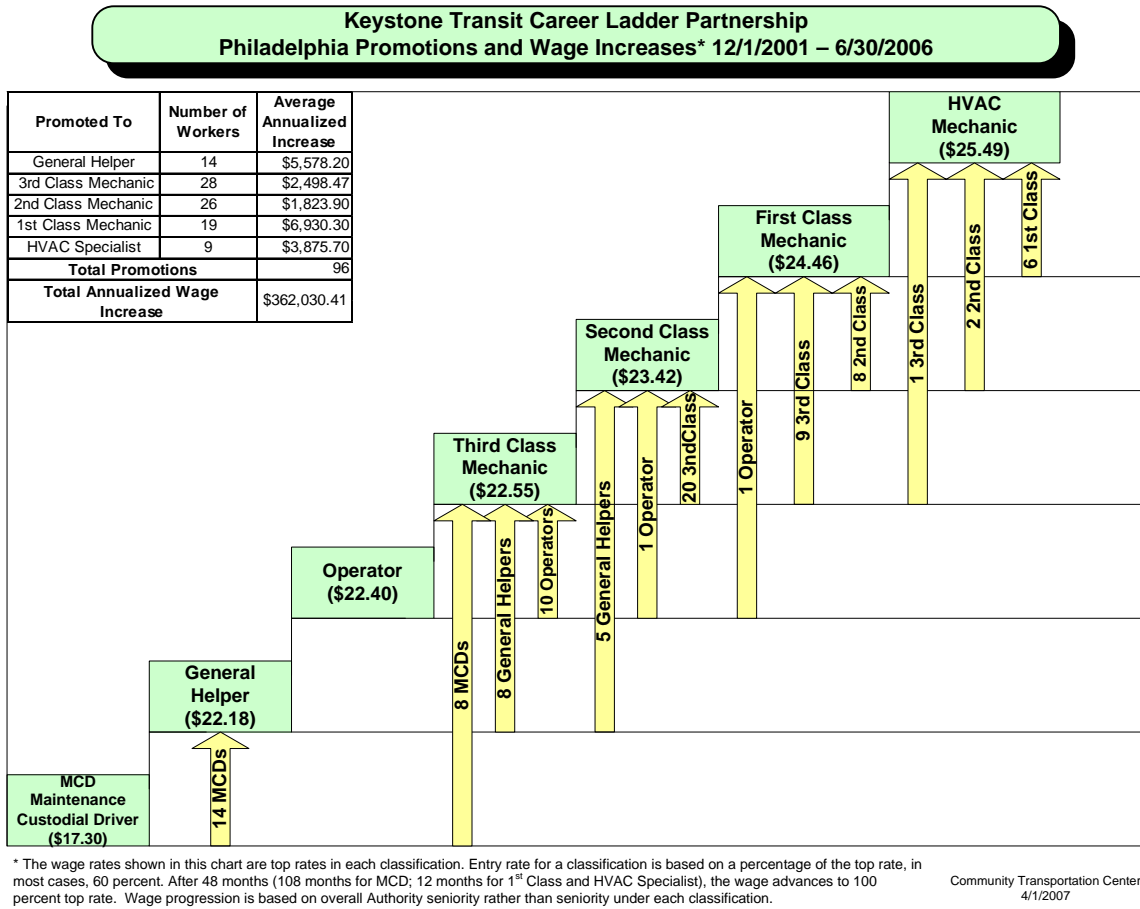 Keystone Transit Career Ladder Partnership
Philadelphia Promotions and Wage Increases* 12/1/2001 – 6/30/2006
Promoted To Number of Workers Average Annualized Increase
General Helper 14 $5,578.20
3rd Class Mechanic 28 $2,498.47
2nd Class Mechanic 26 $1,823.90
1st Class Mechanic 19 $6,930.30
HVAC Specialist 9 $3,875.70
Total Promotions 96
Total Annualized Wage Increase $362,030.41
HVAC
Mechanic
($25.49)
1 3rd Class
2 2nd Class
6 1st Class
First Class
Mechanic
($24.46)
1 Operator
9 3rd Class
8 2nd Class
Second Class
Mechanic
($23.42)
5 General Helpers
1 Operator
20 3ndClass
Third Class
Mechanic
($22.55)
8 MCDs
8 General Helpers
10 Operators
Operator
($22.40)
General
Helper
($22.18)
14 MCDs
MCD
Maintenance
Custodial Driver
($17.30)
* The wage rates shown in this chart are top rates in each classification. Entry rate for a classification is based on a percentage of the top rate, in
most cases, 60 percent. After 48 months (108 months for MCD; 12 months for 1st Class and HVAC Specialist), the wage advances to 100
percent top rate. Wage progression is based on overall Authority seniority rather than seniority under each classification.
Community Transportation Center
4/1/2007